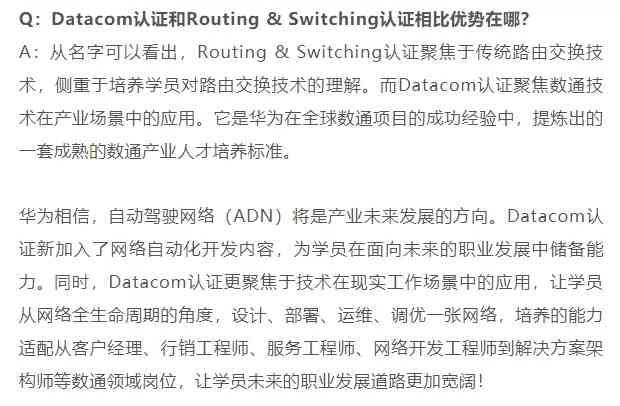 Q：Datacom认证和Routing & Switching认证相比优势在哪？
A：从名字可以看出，Routing & Switching认证聚焦于传统路由交换技
术，侧重于培养学员对路由交换技术的理解。而Datacom认证聚焦数通技
术在产业场景中的应用。它是华为在全球数通项目的成功经验中，提炼出的
一套成熟的数通产业人才培养标准。
华为相信，自动驾驶网络（ADN）将是产业未来发展的方向。Datacom认
证新加入了网络自动化开发内容，为学员在面向未来的职业发展中储备能
力。同时，Datacom认证更聚焦于技术在现实工作场景中的应用，让学员
从网络全生命周期的角度，设计、部署、运维、调优一张网络，培养的能力
适配从客户经理、行销工程师、服务工程师、网络开发工程师到解决方案架
构师等数通领域岗位，让学员未来的职业发展道路更加宽阔！